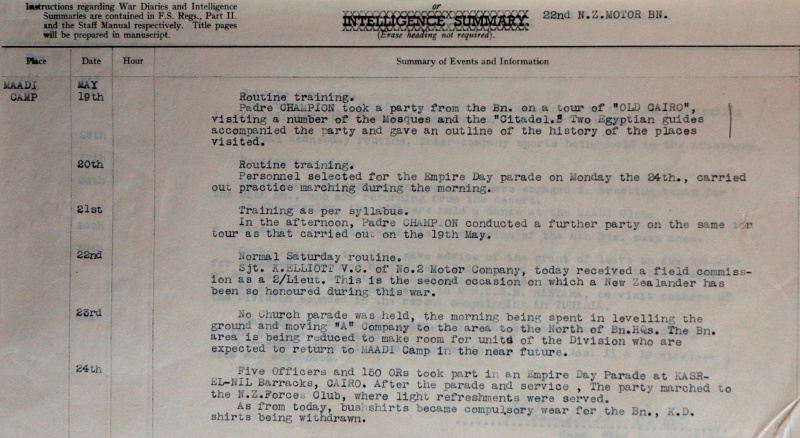 Instructions regarding War Diaries and Intelligence
Summaries are contained in F.S. Regs., Part II.
and the Staff Manual respectively. Title pages
will be prepared in manuscript.
or
INTELLIGENCE SUMMARY.
(Erase heading not required).
22nd N.Z.MOTOR BN.
Place Date Hour Summary of Events and Information
MAADI MAY
CAMP 19th Routine training.
Padre CHAMPION took a party from the Bn. on a tour of "OLD CAIRO",
visiting a number of the Mosques and the "Citadel." Two Egyptian guides
accompanied the party and gave an outline of the history of the places
visited.
20th Routine training.
Personnel selected for the Empire Day parade on Monday the 24th., carried
out practice marching during the morning.
21st Training as per syllabus.
In the afternoon, Padre CHAMPION conducted a further party on the same
tour as that carried out on the 19th May.
22nd Normal Saturday routine.
Sjt. K.ELLIOTT V.C. of No.2 Motor Company, today received a field commiss-
ion as a 2/Lieut. This is the second occasion on which a New Zealander has
been so honoured during this war.
23rd No Church parade was held, the morning being spent in levelling the
ground and moving "A" Company to the area to the North of Bn.HQs. The Bn.
area is being reduced to make room for units of the Division who are
expected to return to MAADI Camp in the near future.
24th Five Officers and 150 ORs took part in an Empire Day Parade at KASR-
EL-NIL Barracks, CAIRO. After the parade and service , The party marched to
the N.Z.Forces Club, where light refreshments were served.
As from today, bushshirts became compulsory wear for the Bn., K.D.
shirts being withdrawn.